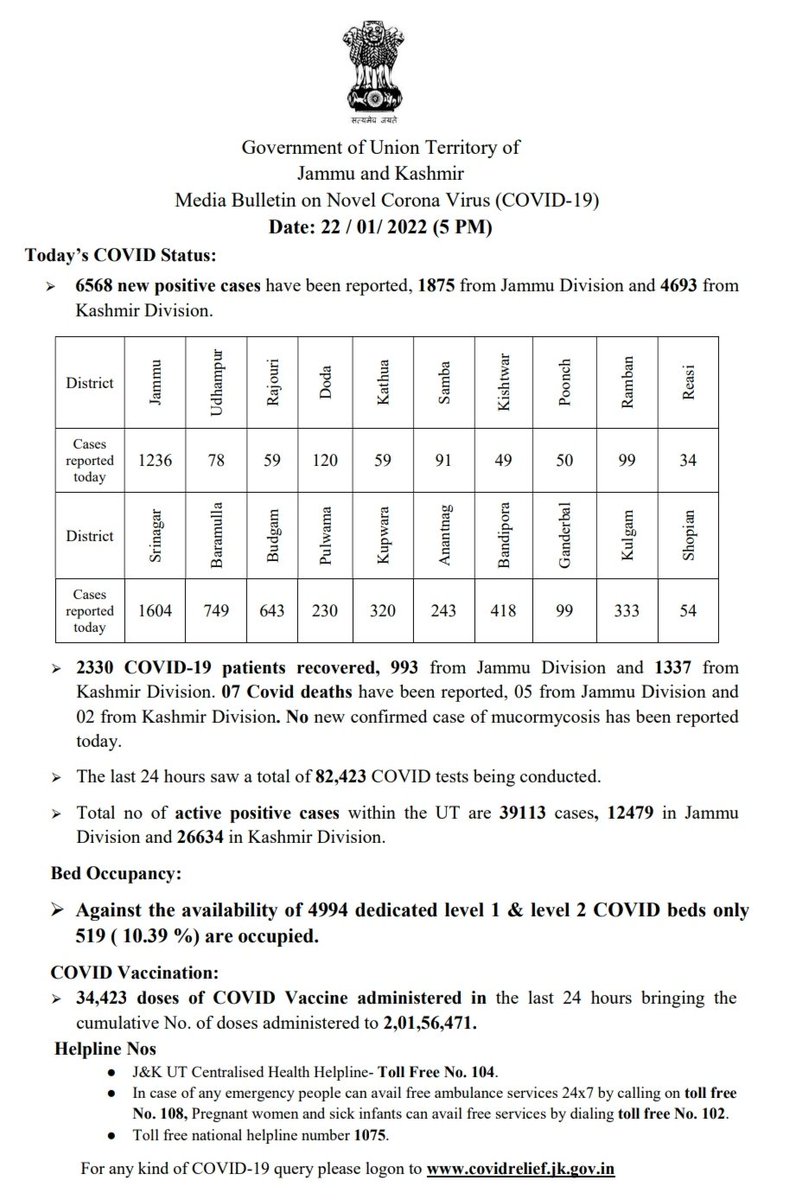 सत्यमेव जयते
Government of Union Territory of
Jammu and Kashmir
Media Bulletin on Novel Corona Virus (COVID-19)
Date: 22 / 01/ 2022 (5 PM)
Today’s COVID Status:
➢ 6568 new positive cases have been reported, 1875 from Jammu Division and 4693 from
Kashmir Division.
District Jammu Udhampur Rajouri Doda Kathua Samba Kishtwar Poonch Ramban Reasi
Cases reported today 1236 78 59 120 59 91 49 50 99 34
District Srinagar Baramulla Budgam Pulwama Kupwara Anantnag Bandipora Ganderbal Kulgam Shopian
Cases reported today 1604 749 643 230 320 243 418 99 333 54
➢ 2330 COVID-19 patients recovered, 993 from Jammu Division and 1337 from
Kashmir Division. 07 Covid deaths have been reported, 05 from Jammu Division and
02 from Kashmir Division. No new confirmed case of mucormycosis has been reported
today.
➢ The last 24 hours saw a total of 82,423 COVID tests being conducted.
➢ Total no of active positive cases within the UT are 39113 cases, 12479 in Jammu
Division and 26634 in Kashmir Division.
Bed Occupancy:
➢ Against the availability of 4994 dedicated level 1 & level 2 COVID beds only
519 ( 10.39 %) are occupied.
COVID Vaccination:
➢ 34,423 doses of COVID Vaccine administered in the last 24 hours bringing the
cumulative No. of doses administered to 2,01,56,471.
Helpline Nos
● J&K UT Centralised Health Helpline- Toll Free No. 104.
● In case of any emergency people can avail free ambulance services 24x7 by calling on toll free
No. 108, Pregnant women and sick infants can avail free services by dialing toll free No. 102.
● Toll free national helpline number 1075.
For any kind of COVID-19 query please logon to www.covidrelief.jk.gov.in